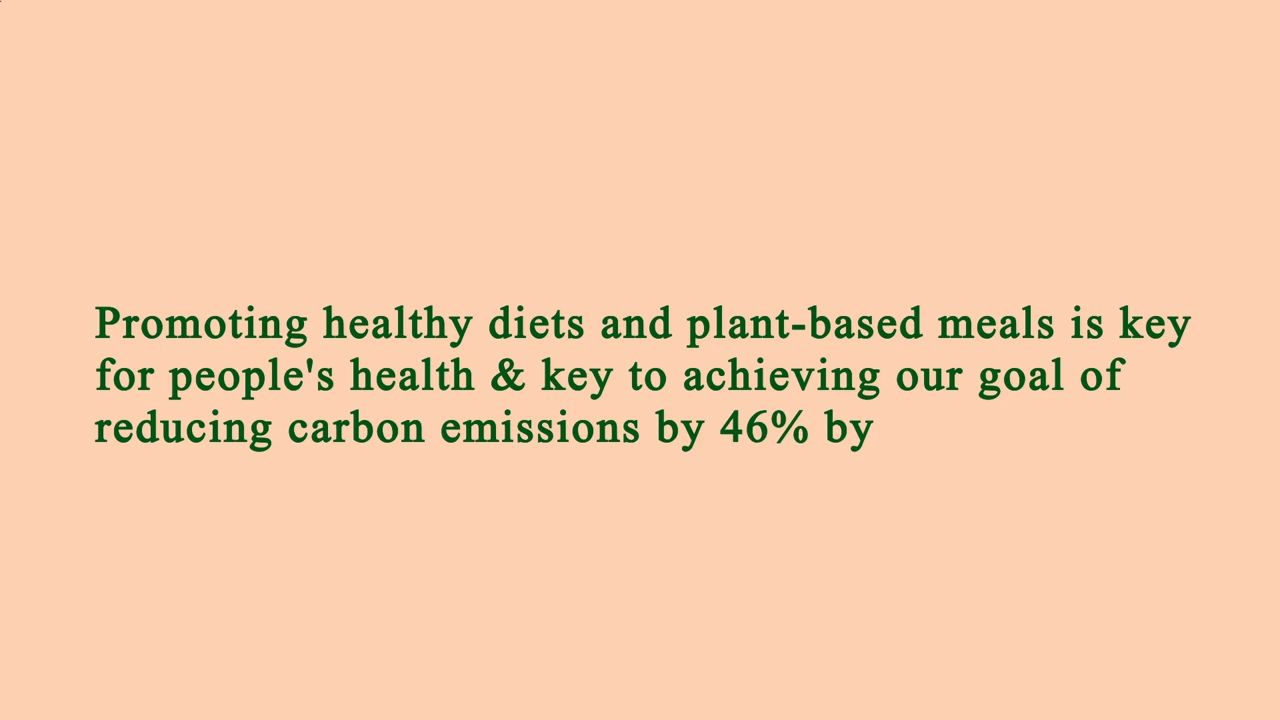 Promoting healthy diets and plant-based meals is key
for people's health & key to achieving our goal of
reducing carbon emissions by 46% by